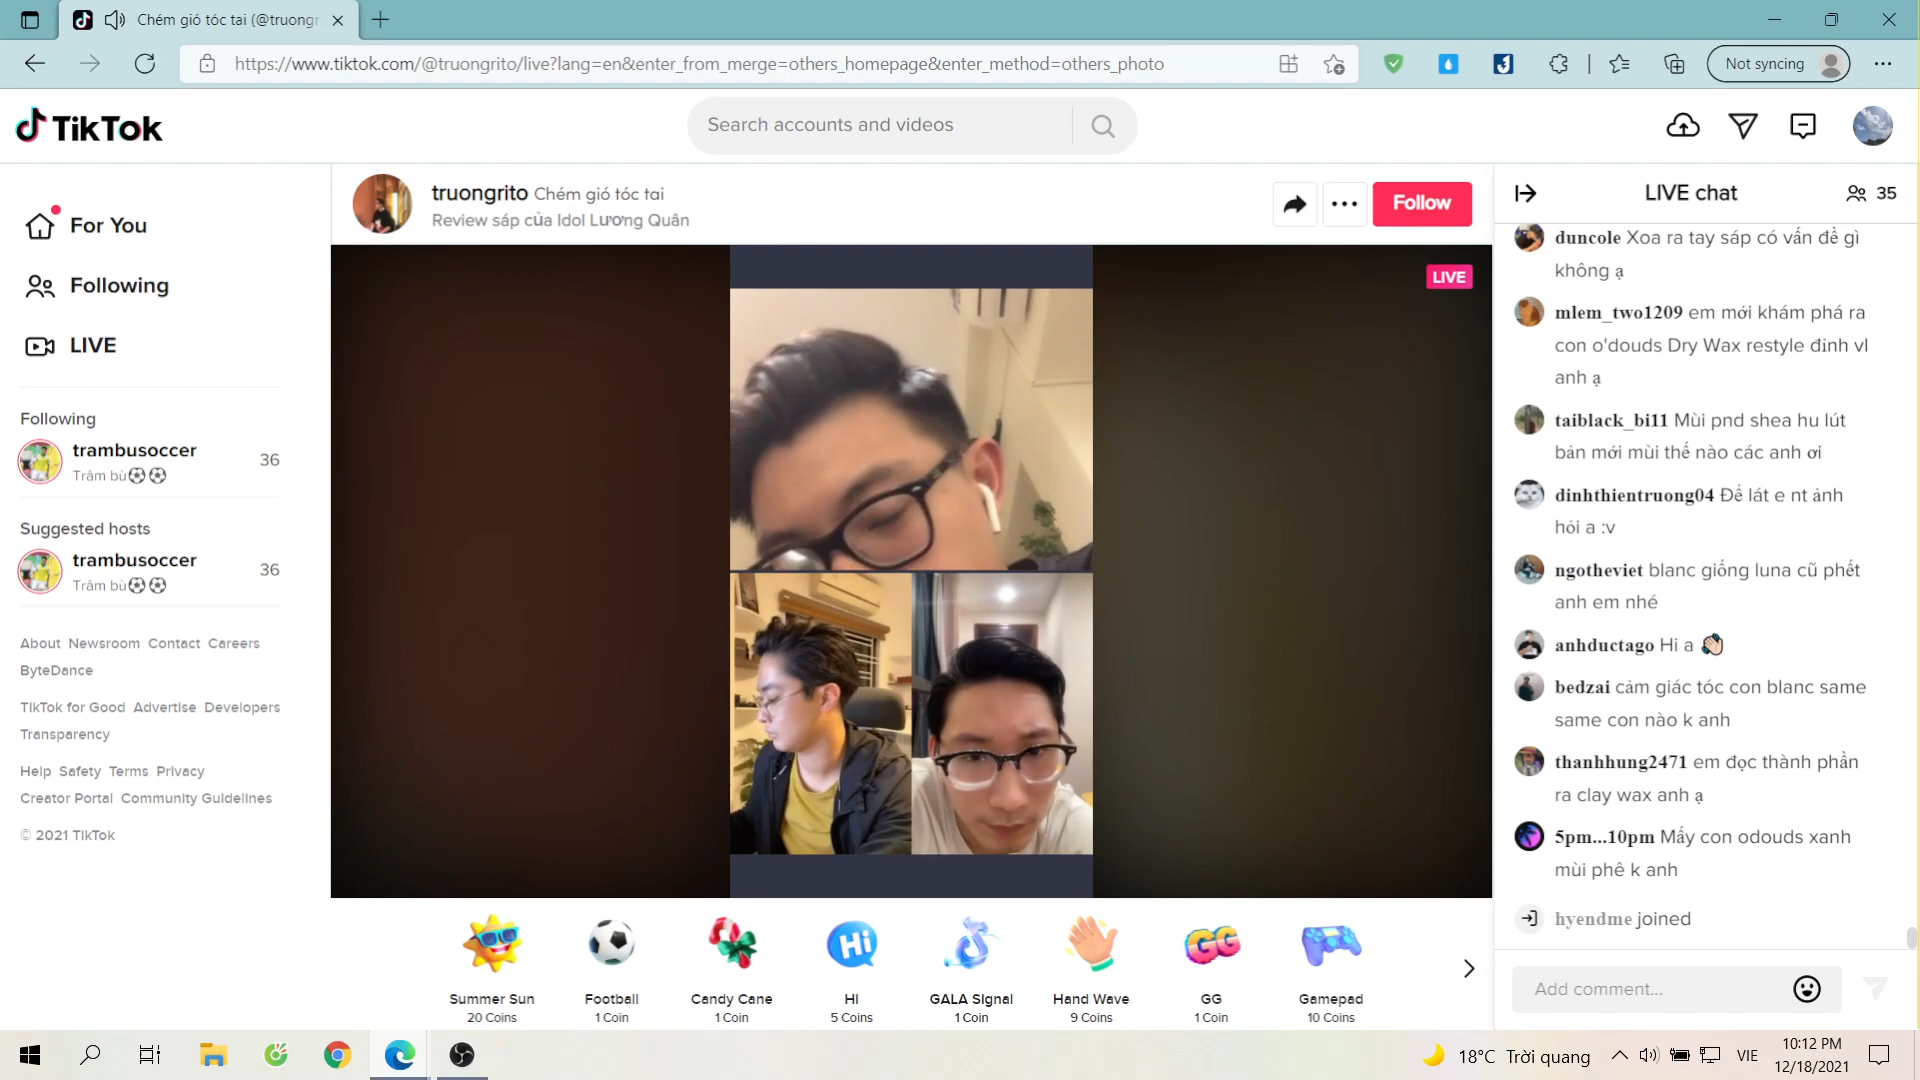 Chém gió tóc tai (@truongr
https://www.tiktok.com/@truongrito/live?lang=en&enter_from_merge=others_homepage&enter_method=others_photo
Not syncing
TikTok
Search accounts and videos
For You
Following
LIVE
Following
trambusoccer
36
Trâm bù⚽⚽
Suggested hosts
trambusoccer
36
Trâm bù⚽⚽
About Newsroom Contact Careers
ByteDance
TikTok for Good Advertise Developers
Transparency
Help Safety Terms Privacy
Creator Portal Community Guidelines
© 2021 TikTok
truongrito Chém gió tóc tai
Review sáp của Idol Lương Quân
Follow
LIVE
Summer Sun
20 Coins
Football
1 Coin
Candy Cane
1 Coin
Hi
HI
5 Coins
GALA Signal
1 Coin
Hand Wave
9 Coins
GG
GG
1 Coin
Gamepad
10 Coins
LIVE chat
35
duncole Xoa ra tay sáp có vấn đề gì
không ạ
mlem_two1209 em mới khám phá ra
con o'douds Dry Wax restyle đỉnh vl
anh ạ
taiblack_bi11 Mùi pnd shea hu lút
bản mới mùi thế nào các anh ơi
dinhthientruong04 Để lát e nt ảnh
hỏi a :v
ngotheviet blanc giống luna cũ phết
anh em nhé
anhductago Hi a 👋🏻
bedzai cảm giác tóc con blanc same
same con nào k anh
thanhhung2471 em đọc thành phần
ra clay wax anh ạ
5pm...10pm Mấy con odouds xanh
mùi phê k anh
hyendme joined
Add comment...
18°C Trời quang
VIE
10:12 PM
12/18/2021